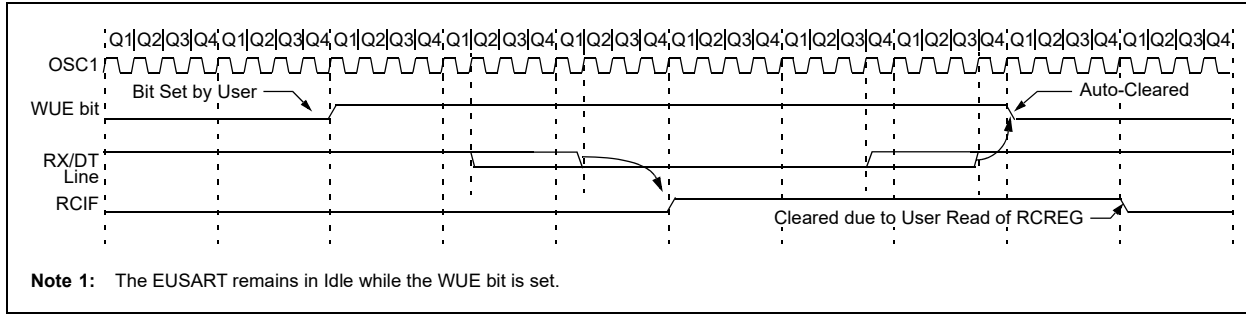 Q1 Q2 Q3 Q4 Q1 Q2 Q3 Q4 Q1 Q2 Q3 Q4 Q1 Q2 Q3 Q4 Q1 Q2 Q3 Q4 Q1 Q2 Q3 Q4 Q1 Q2 Q3 Q4 Q1 Q2 Q3 Q4 Q1 Q2 Q3 Q4 Q1 Q2 Q3 Q4
OSC1
Bit Set by User
Auto-Cleared
WUE bit
RX/DT
Line
RCIF
Cleared due to User Read of RCREG
Note 1: The EUSART remains in Idle while the WUE bit is set.